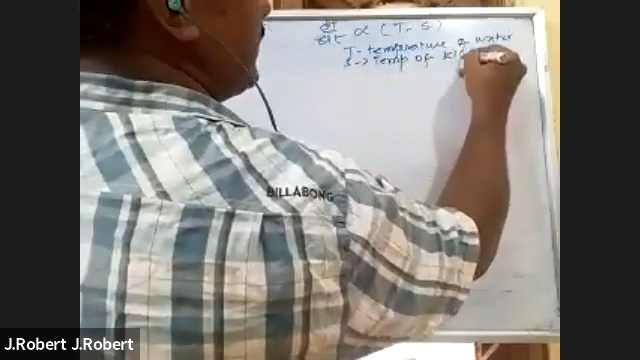 dT/dt ∝ (T - S)
T - temperature of water
S -> Temp of
BILLABONG
J.Robert J.Robert